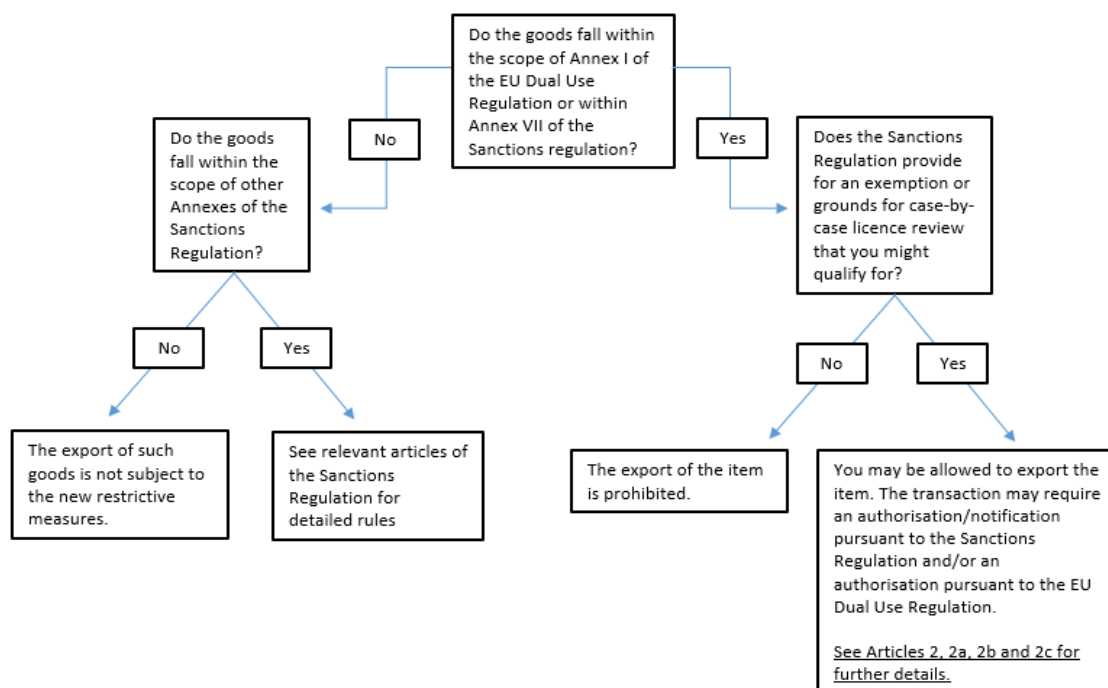 Do the goods fall within
the scope of Annex I of
the EU Dual Use
Regulation or within
Annex VII of the
Sanctions regulation?
No
Yes
Do the goods
fall within the
scope of other
Annexes of the
Sanctions
Regulation?
Does the Sanctions
Regulation provide
for an exemption or
grounds for case-by-
case licence review
that you might
qualify for?
No
Yes
No
Yes
The export of such
goods is not subject to
the new restrictive
measures.
See relevant articles of
the Sanctions
Regulation for
detailed rules
The export of the item
is prohibited.
You may be allowed to export the
item. The transaction may require
an authorisation/notification
pursuant to the Sanctions
Regulation and/or an
authorisation pursuant to the EU
Dual Use Regulation.
See Articles 2, 2a, 2b and 2c for
further details.